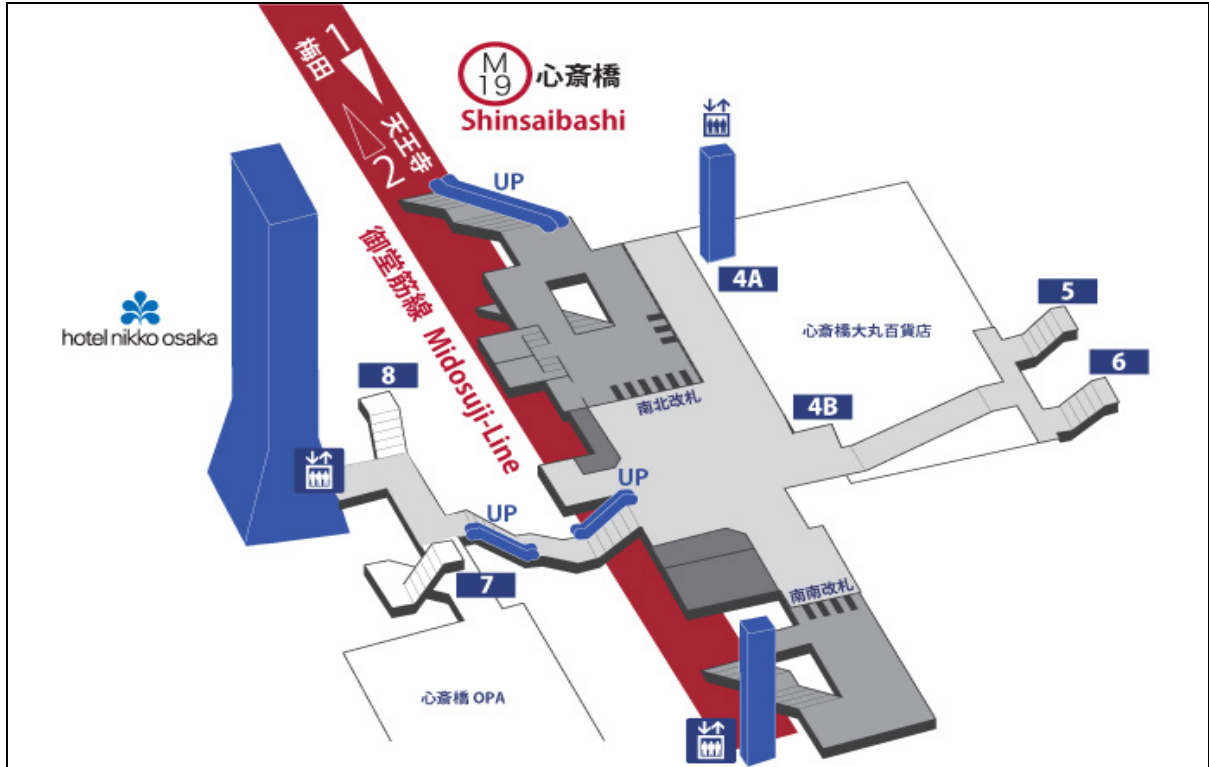 1
梅田
天王寺
2
M
19
心斎橋
Shinsaibashi
UP
御堂筋線 Midosuji-Line
hotel nikko osaka
4A
心斎橋大丸百貨店
5
6
4B
南北改札
8
UP
UP
7
南南改札
心斎橋 OPA